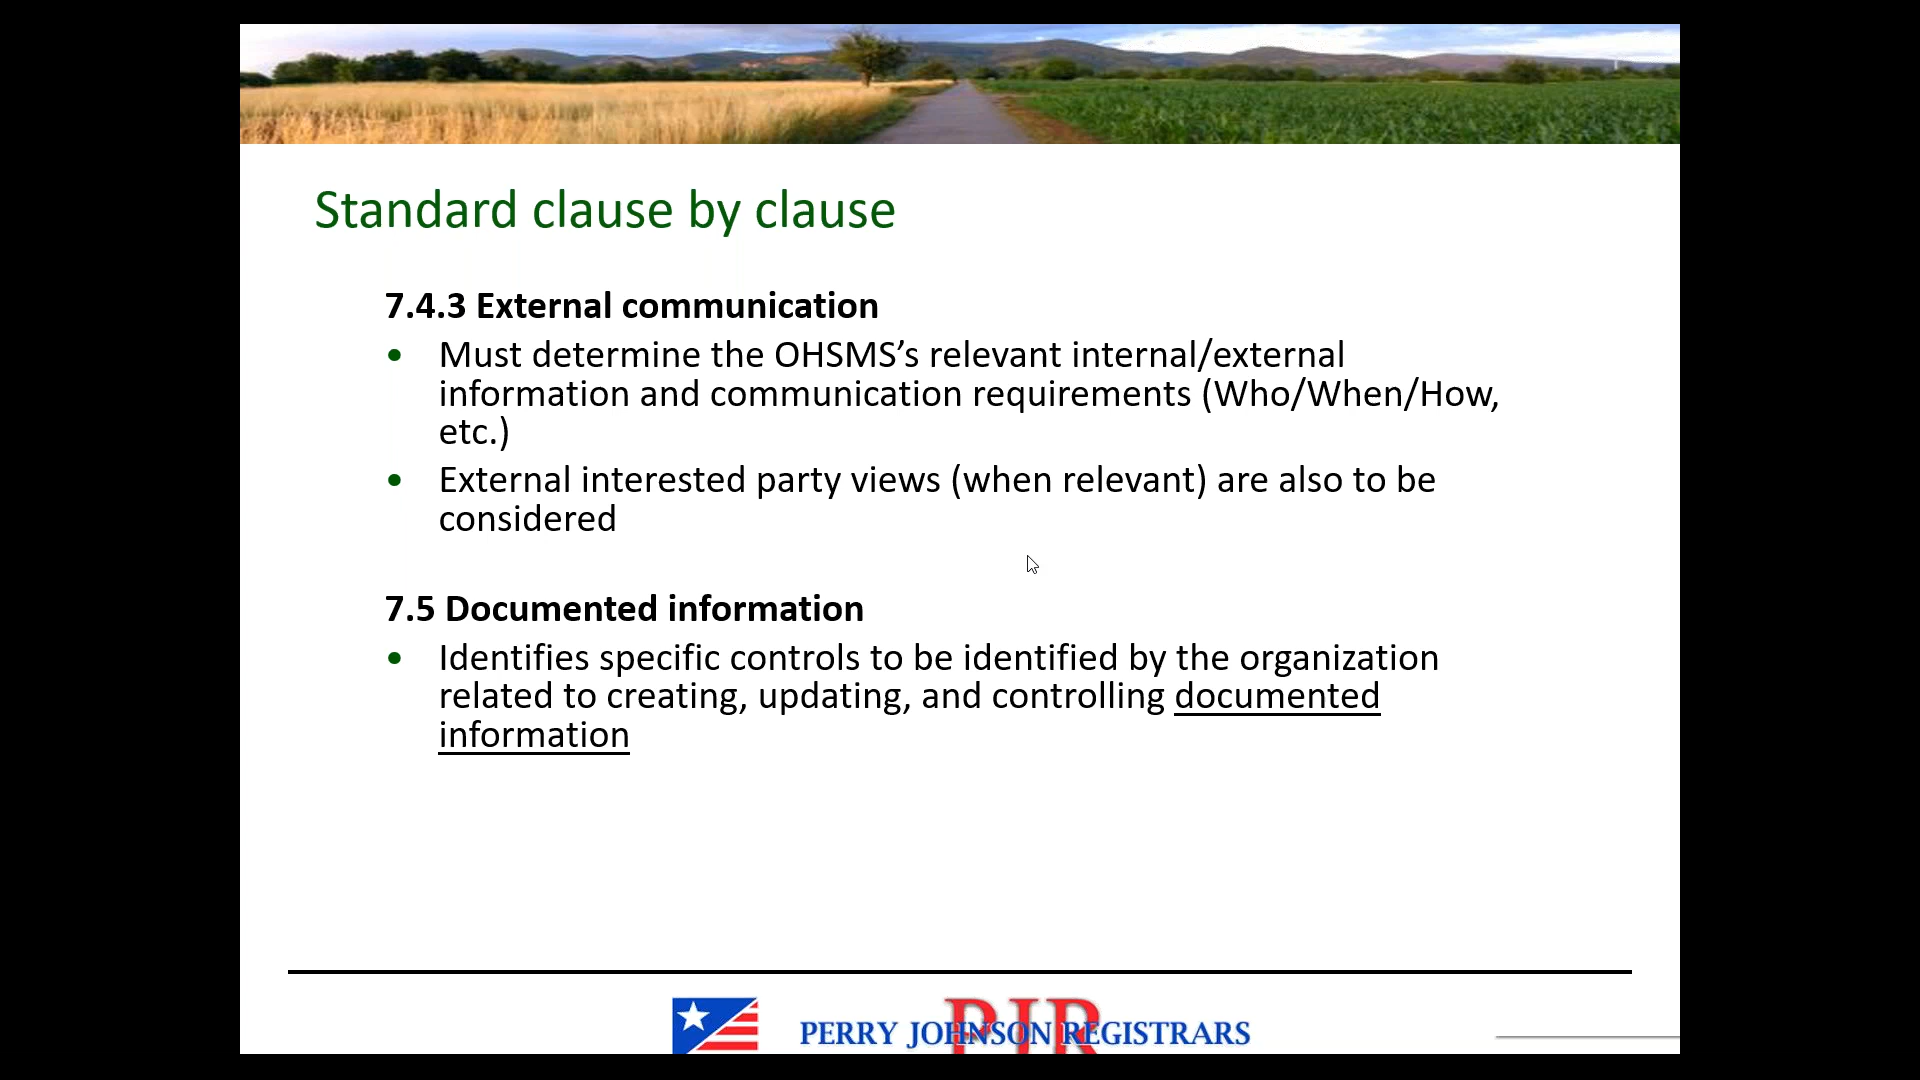 Standard clause by clause
7.4.3 External communication
• Must determine the OHSMS’s relevant internal/external
information and communication requirements (Who/When/How,
etc.)
• External interested party views (when relevant) are also to be
considered
7.5 Documented information
• Identifies specific controls to be identified by the organization
related to creating, updating, and controlling documented
information
PJR
PERRY JOHNSON REGISTRARS